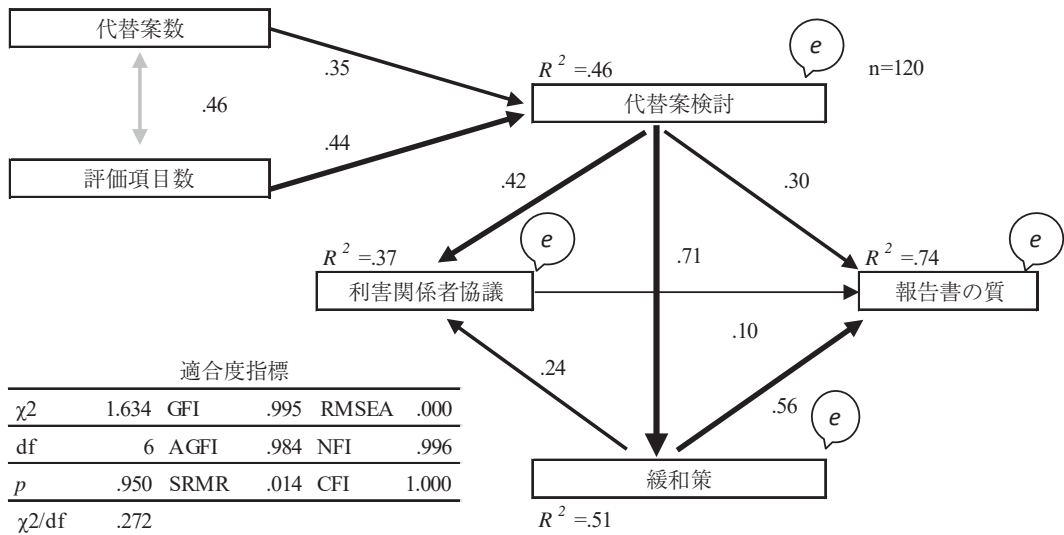 代替案数
.35
.46
評価項目数
.44
R² =.46
e
n=120
代替案検討
.42
.30
.71
R² =.37
e
利害関係者協議
R² =.74
e
報告書の質
.10
.24
.56
e
緩和策
R² =.51
適合度指標
χ2 1.634 GFI .995 RMSEA .000
df 6 AGFI .984 NFI .996
p .950 SRMR .014 CFI 1.000
χ2/df .272